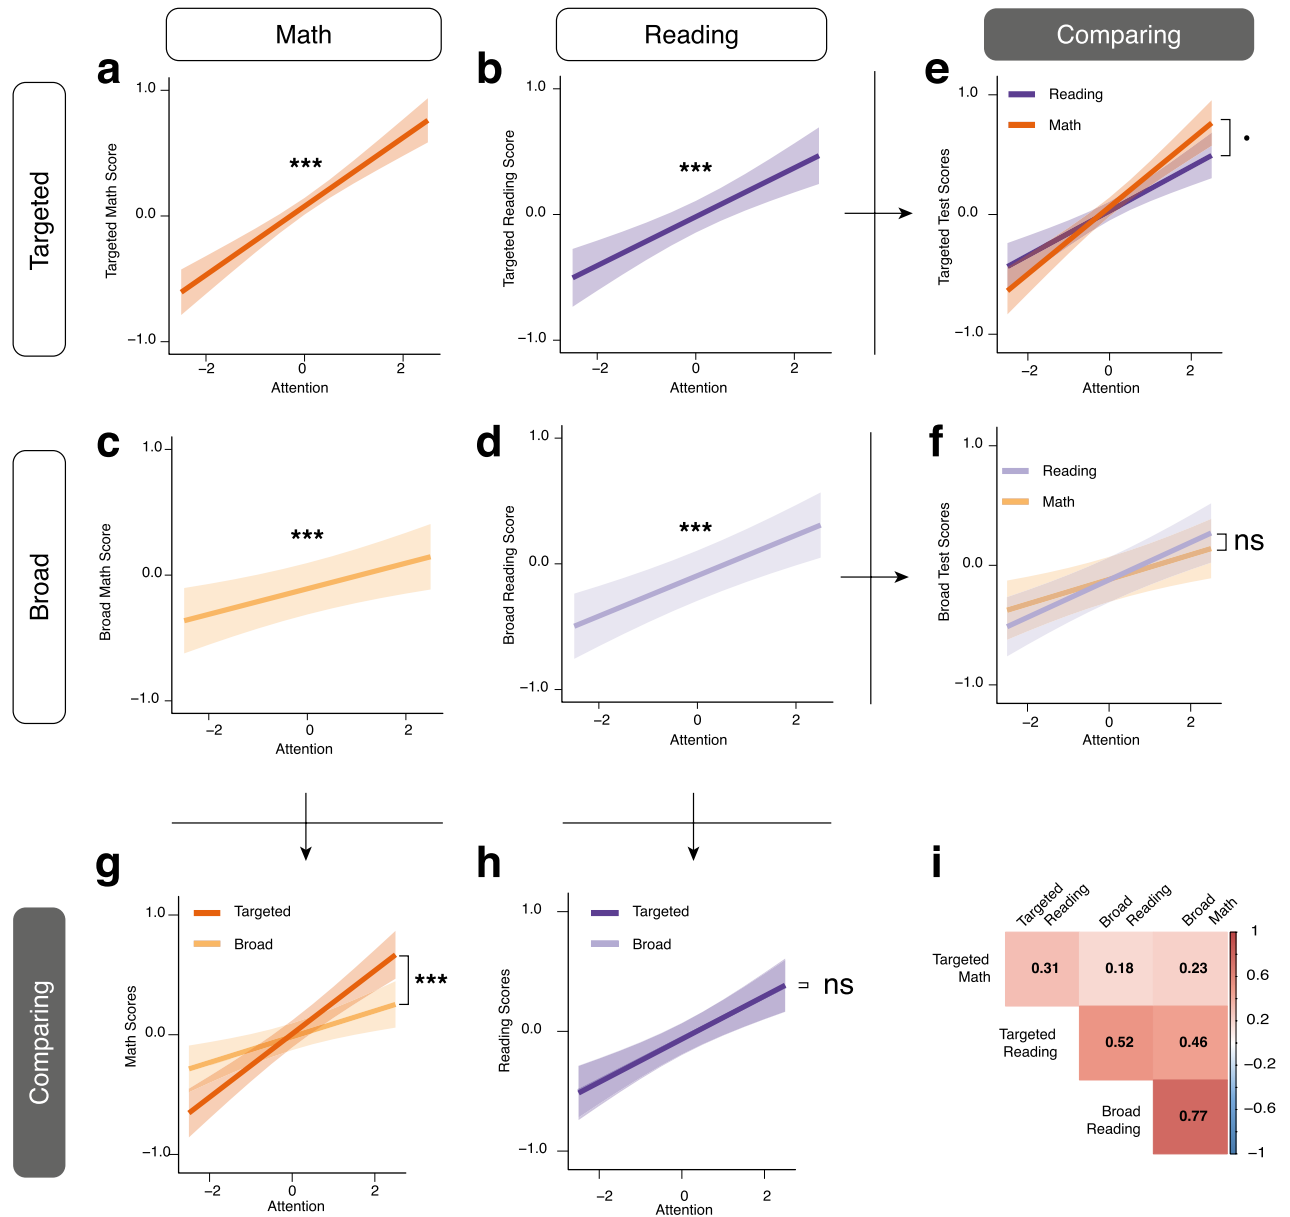 Math
Reading
Comparing
Targeted
a
1.0
0.0
−1.0
Targeted Math Score
***
−2
0
2
Attention
b
1.0
0.0
−1.0
Targeted Reading Score
***
−2
0
2
Attention
e
1.0
0.0
−1.0
Targeted Test Scores
Reading
Math
•
−2
0
2
Attention
Broad
c
1.0
0.0
−1.0
Broad Math Score
***
−2
0
2
Attention
d
1.0
0.0
−1.0
Broad Reading Score
***
−2
0
2
Attention
f
1.0
0.0
−1.0
Broad Test Scores
Reading
Math
ns
−2
0
2
Attention
Comparing
g
1.0
0.0
−1.0
Math Scores
Targeted
Broad
***
−2
0
2
Attention
h
1.0
0.0
−1.0
Reading Scores
Targeted
Broad
ns
−2
0
2
Attention
i
Targeted
Reading
Broad
Reading
Broad
Math
Targeted
Math
0.31
0.18
0.23
Targeted
Reading
0.52
0.46
Broad
Reading
0.77
1
0.6
0.2
−0.2
−0.6
−1